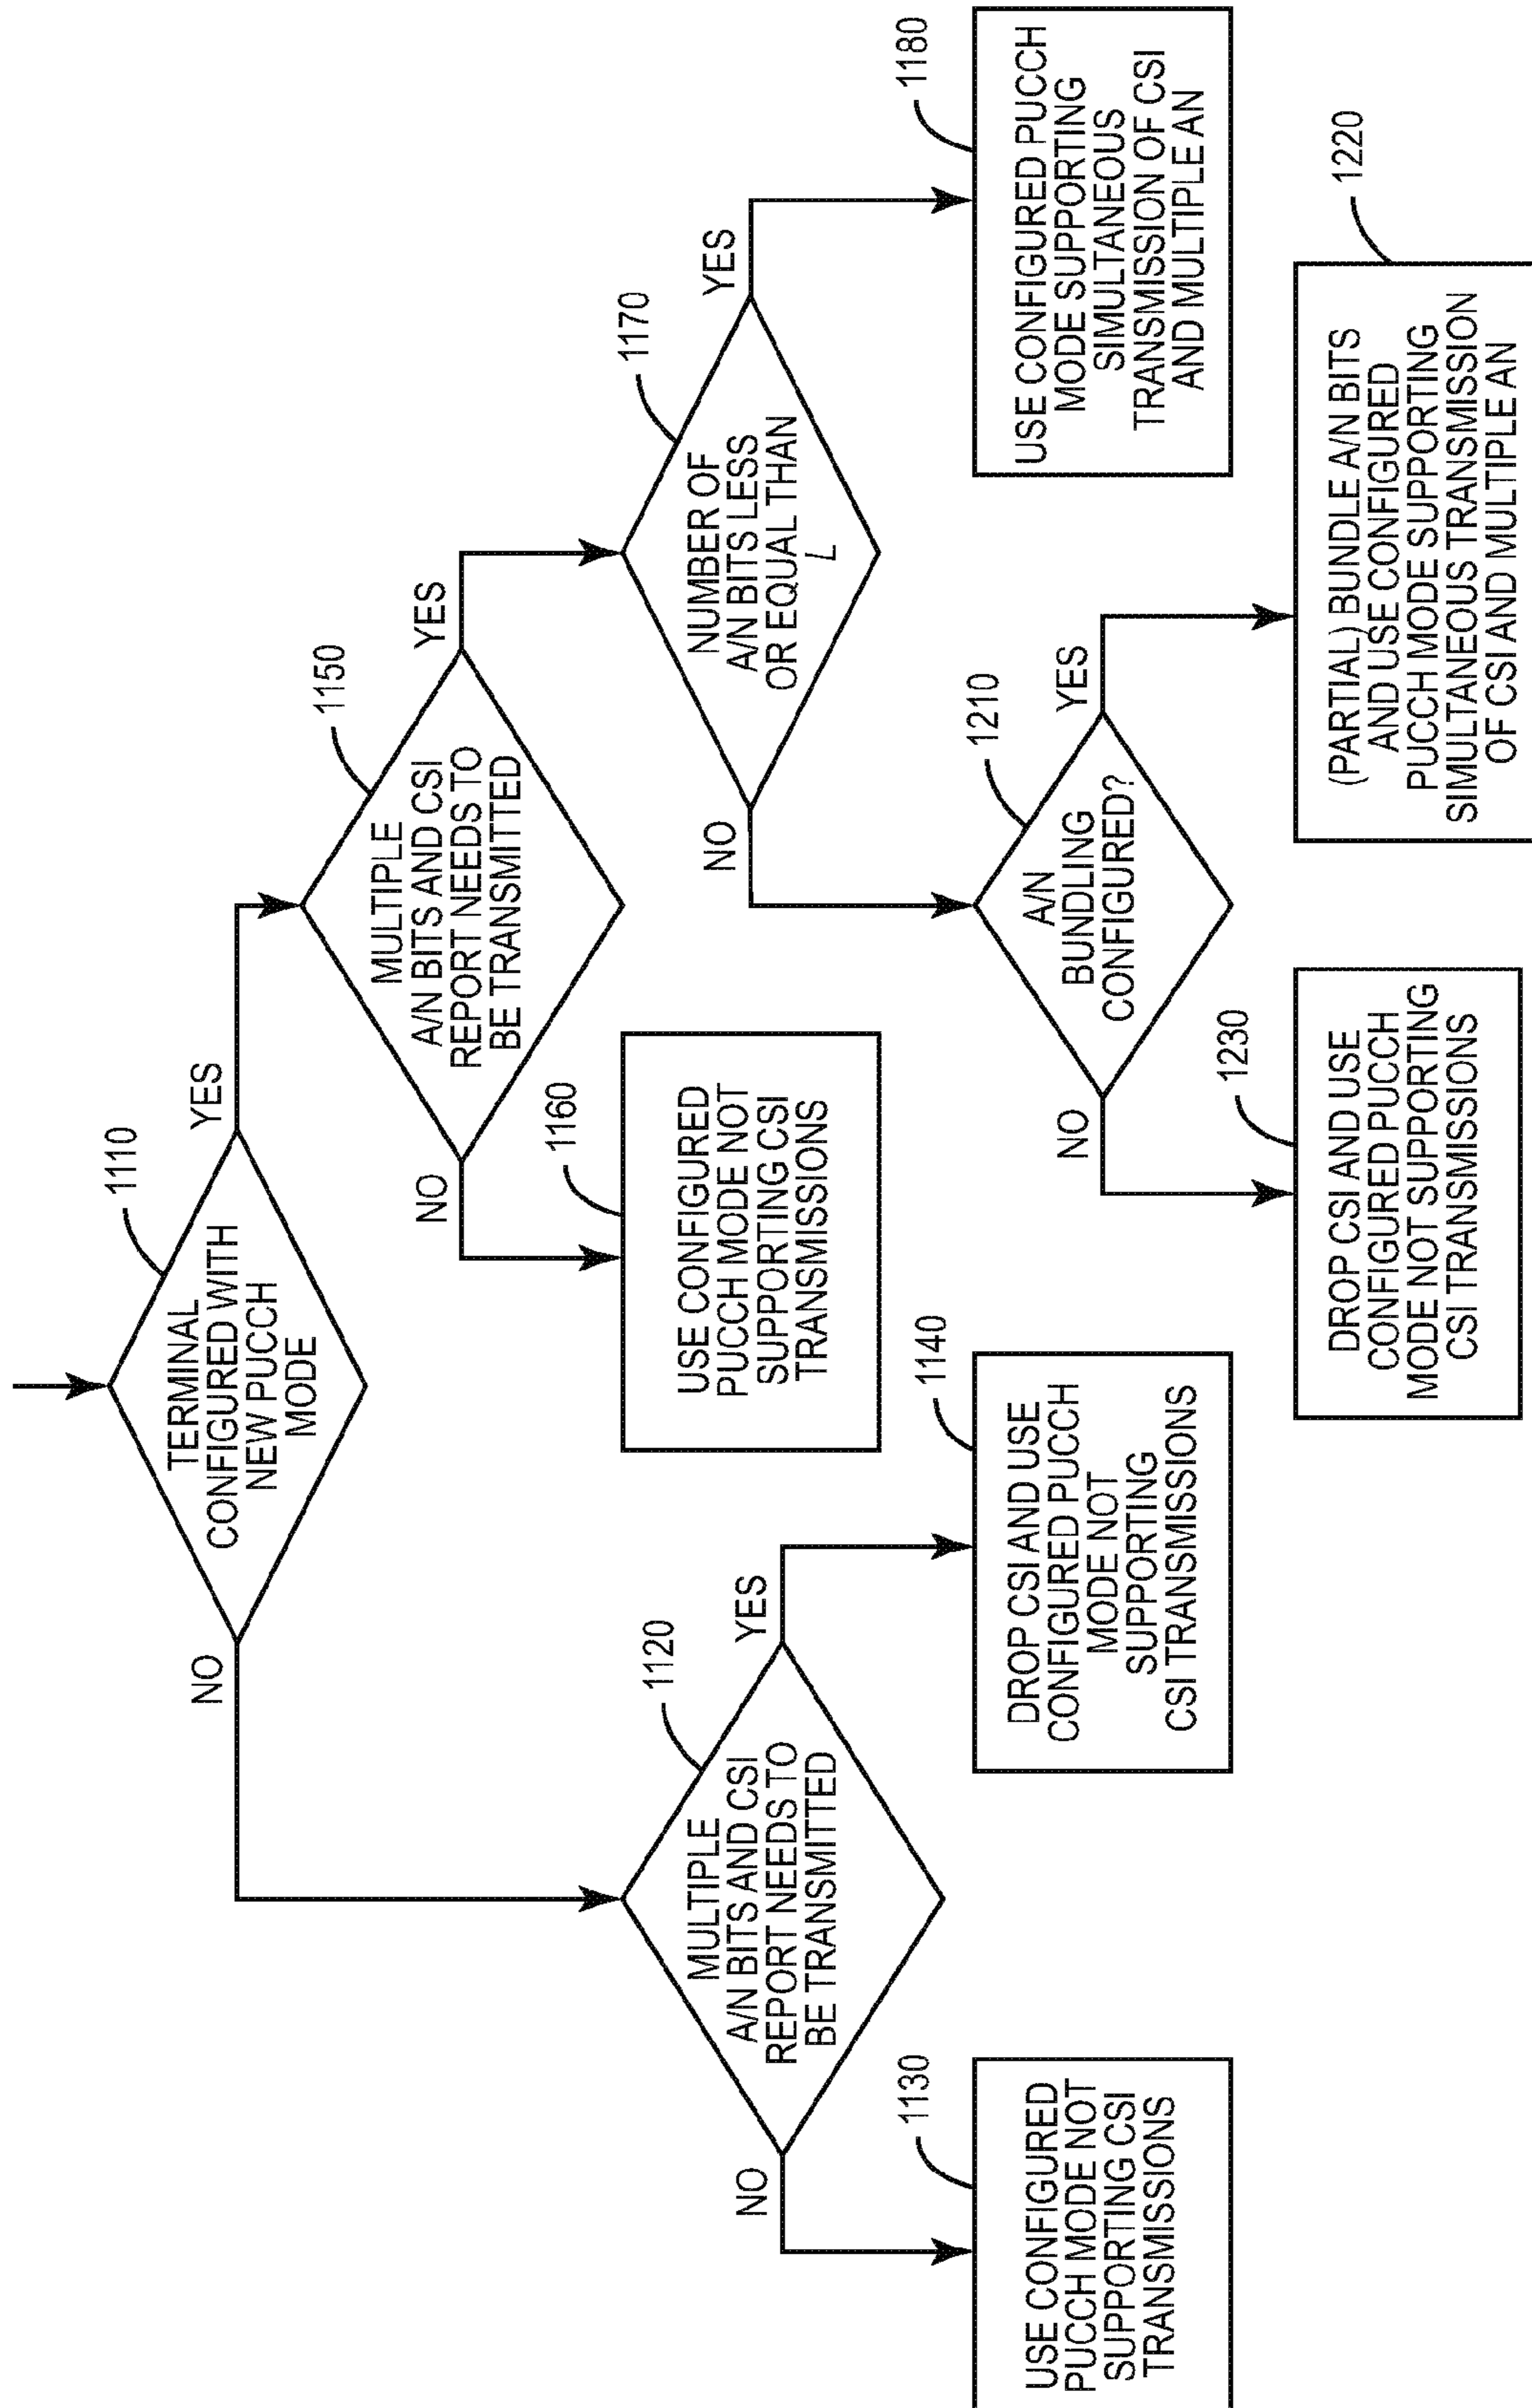 1110
TERMINAL
CONFIGURED WITH
NEW PUCCH
MODE
NO
YES
1120
MULTIPLE
A/N BITS AND CSI
REPORT NEEDS TO
BE TRANSMITTED
NO
YES
1130
USE CONFIGURED
PUCCH MODE NOT
SUPPORTING CSI
TRANSMISSIONS
1140
DROP CSI AND USE
CONFIGURED PUCCH
MODE NOT
SUPPORTING
CSI TRANSMISSIONS
1150
MULTIPLE
A/N BITS AND CSI
REPORT NEEDS TO
BE TRANSMITTED
NO
YES
1160
USE CONFIGURED
PUCCH MODE NOT
SUPPORTING CSI
TRANSMISSIONS
1170
NUMBER OF
A/N BITS LESS
OR EQUAL THAN
L
NO
YES
1180
USE CONFIGURED PUCCH
MODE SUPPORTING
SIMULTANEOUS
TRANSMISSION OF CSI
AND MULTIPLE AN
1210
A/N
BUNDLING
CONFIGURED?
NO
YES
1230
DROP CSI AND USE
CONFIGURED PUCCH
MODE NOT SUPPORTING
CSI TRANSMISSIONS
1220
(PARTIAL) BUNDLE A/N BITS
AND USE CONFIGURED
PUCCH MODE SUPPORTING
SIMULTANEOUS TRANSMISSION
OF CSI AND MULTIPLE AN